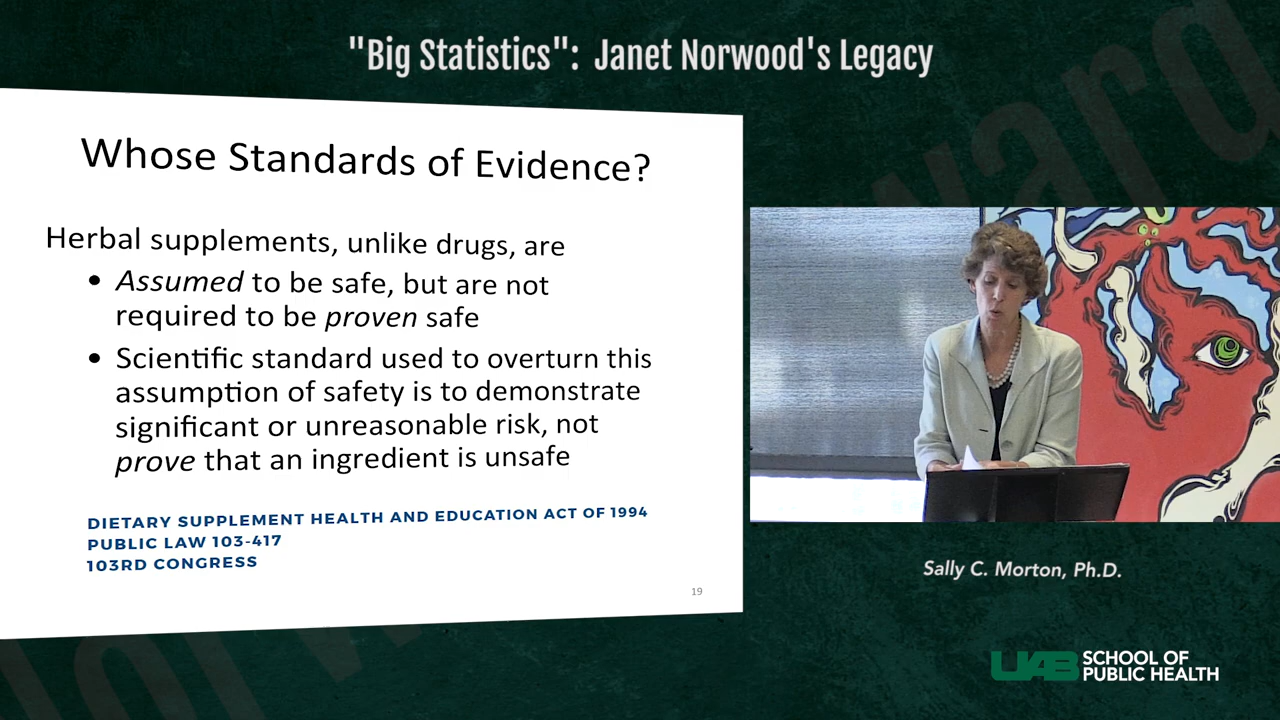 "Big Statistics": Janet Norwood's Legacy
Whose Standards of Evidence?
Herbal supplements, unlike drugs, are
• Assumed to be safe, but are not
required to be proven safe
• Scientific standard used to overturn this
assumption of safety is to demonstrate
significant or unreasonable risk, not
prove that an ingredient is unsafe
DIETARY SUPPLEMENT HEALTH AND EDUCATION ACT OF 1994
PUBLIC LAW 103-417
103RD CONGRESS
19
Sally C. Morton, Ph.D.
UAB SCHOOL OF
PUBLIC HEALTH